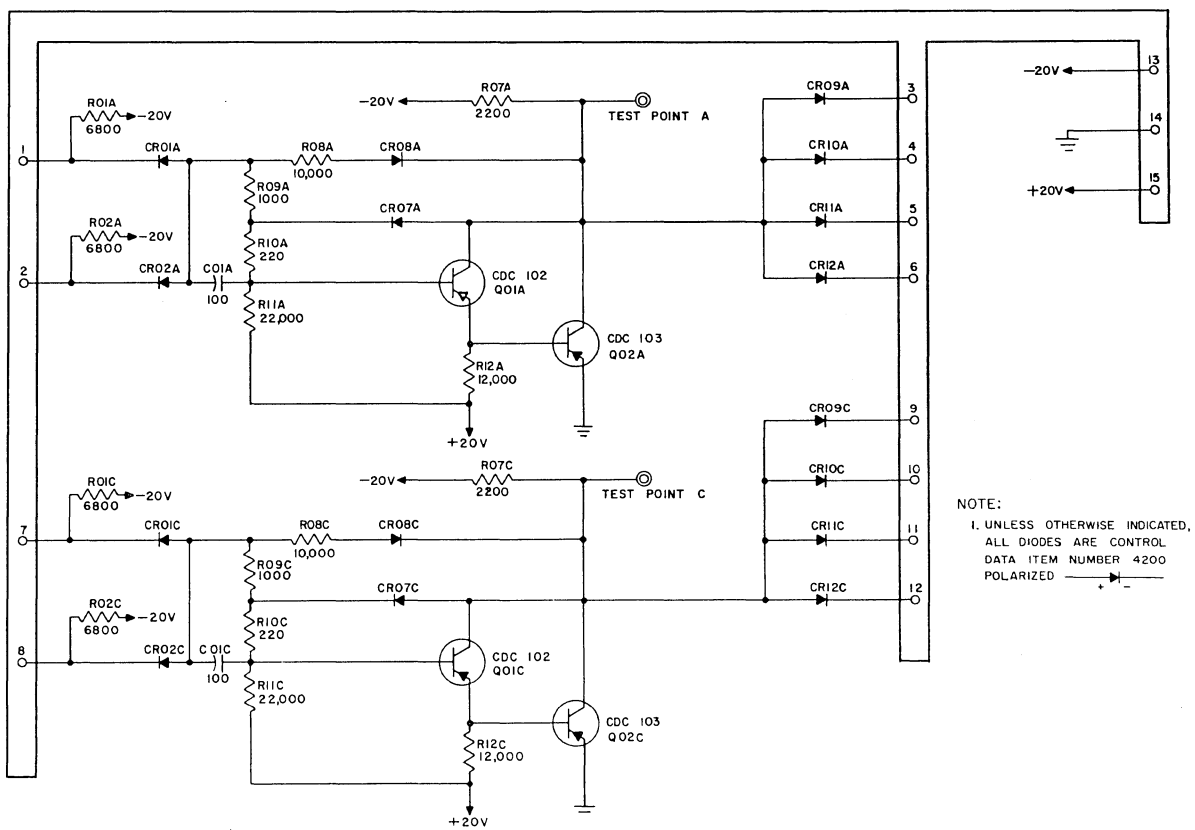 R01A
-20V
6800
1
CR01A
R08A
10,000
CR08A
R09A
1000
R02A
-20V
6800
2
CR02A
C01A
100
R10A
220
R11A
22,000
CR07A
-20V
R07A
2200
TEST POINT A
CDC 102
Q01A
CDC 103
Q02A
R12A
12,000
+20V
CR09A
3
CR10A
4
CR11A
5
CR12A
6
-20V
13
14
+20V
15
R01C
-20V
6800
7
CR01C
R08C
10,000
CR08C
R09C
1000
R02C
-20V
6800
8
CR02C
C01C
100
R10C
220
R11C
22,000
CR07C
-20V
R07C
2200
TEST POINT C
CDC 102
Q01C
CDC 103
Q02C
R12C
12,000
+20V
CR09C
9
CR10C
10
CR11C
11
CR12C
12
NOTE:
1. UNLESS OTHERWISE INDICATED,
ALL DIODES ARE CONTROL
DATA ITEM NUMBER 4200
POLARIZED
+ -